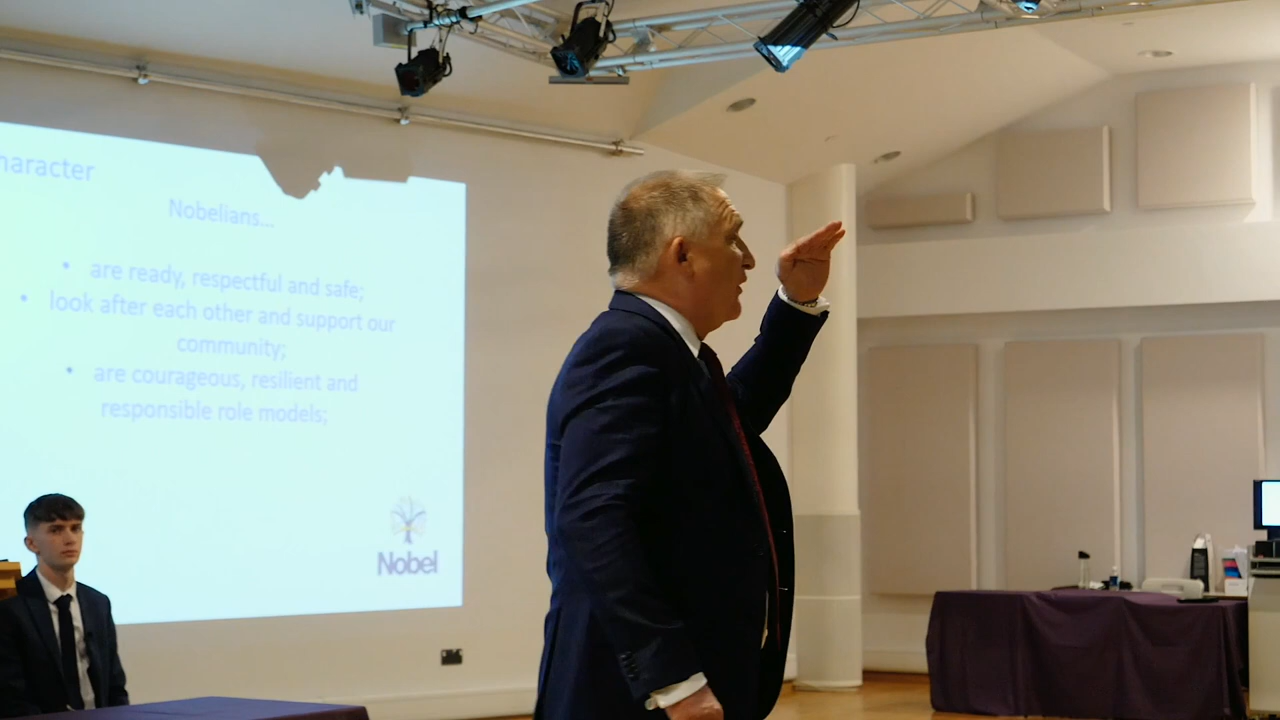 haracter
Nobelians...
• are ready, respectful and safe;
• look after each other and support our
community;
• are courageous, resilient and
responsible role models;
Nobel